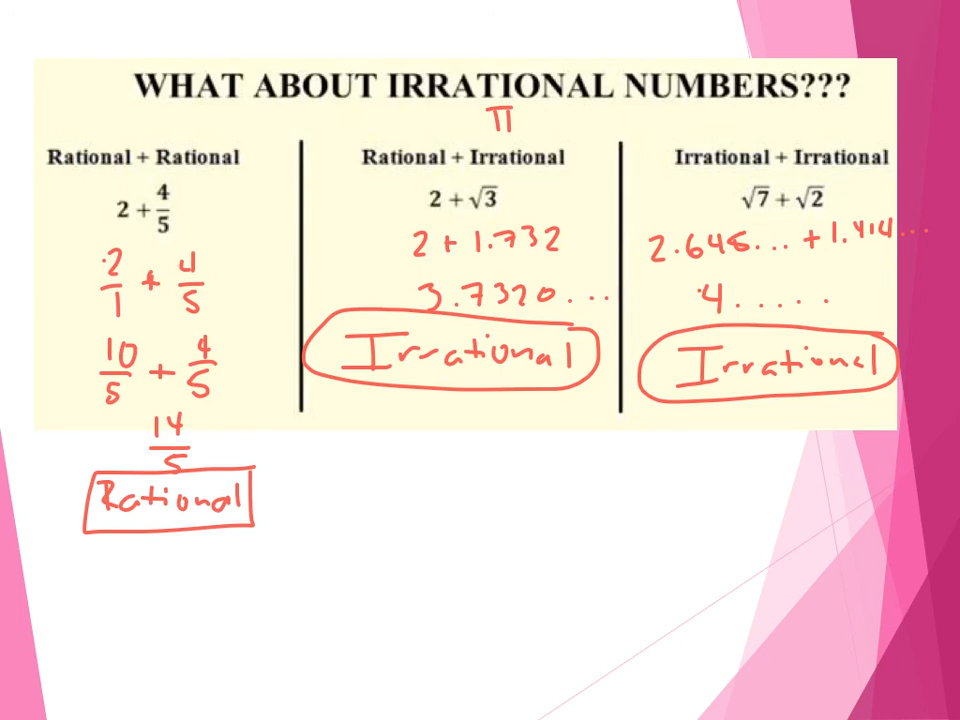 WHAT ABOUT IRRATIONAL NUMBERS???
π
Rational + Rational
2 + 4/5
2/1 + 4/5
10/5 + 4/5
14/5
Rational
Rational + Irrational
2 + √3
2 + 1.732
3.7320...
Irrational
Irrational + Irrational
√7 + √2
2.645... + 1.414...
4.....
Irrational